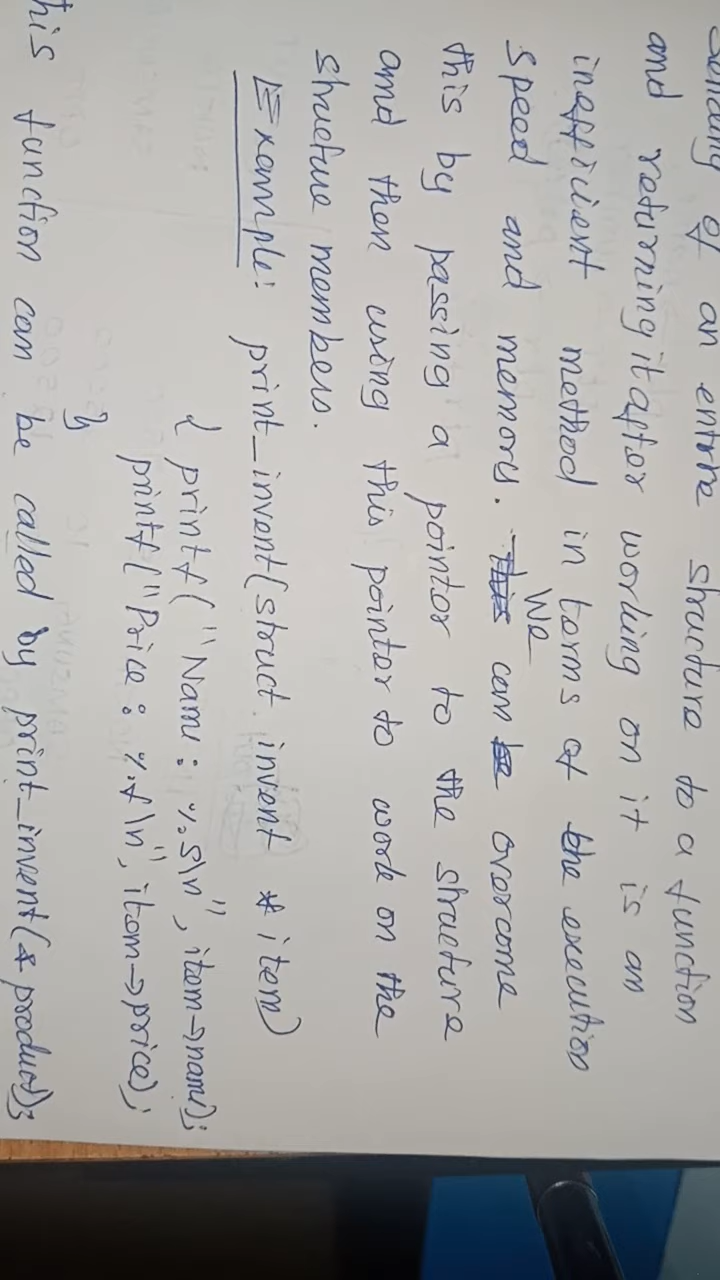 Sending of an entire structure to a function
and returning it after working on it is an
inefficient method in terms of the execution
speed and memory. We can overcome
this by passing a pointer to the structure
and then using this pointer to work on the
structure members.
Example: print_invent(struct invent *item)
{ printf("Name: %s\n", item->name);
printf("Price: %f\n", item->price);
}
This function can be called by print_invent(&product);